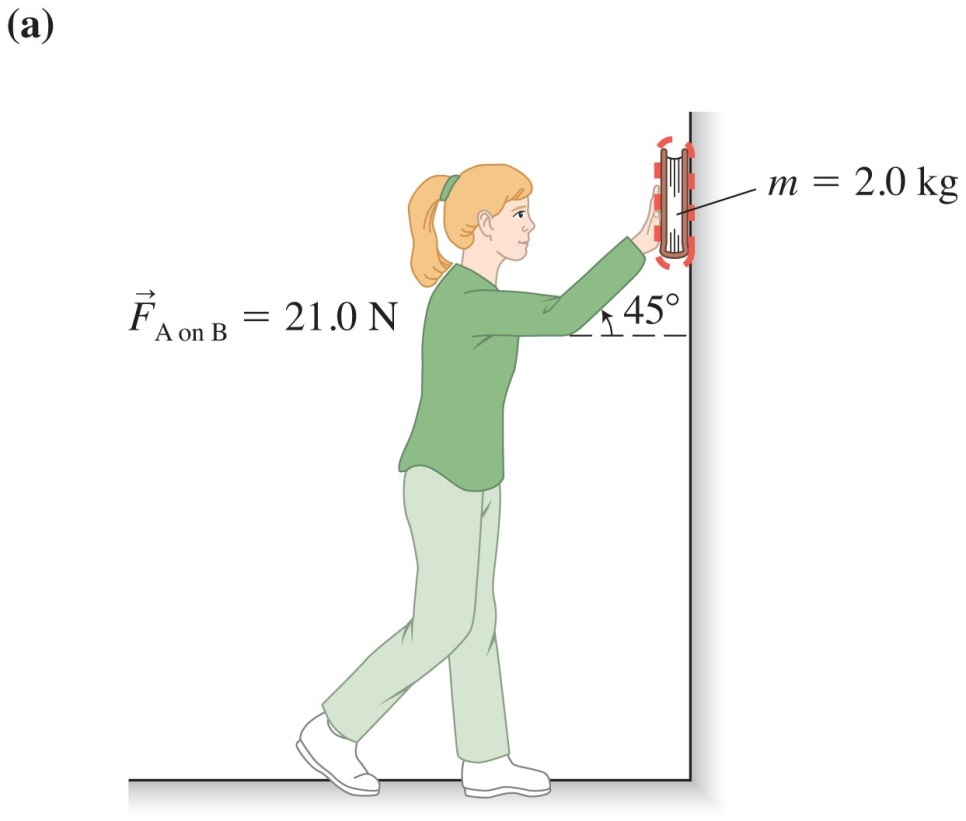 (a)
m = 2.0 kg
F⃗ A on B = 21.0 N
45°